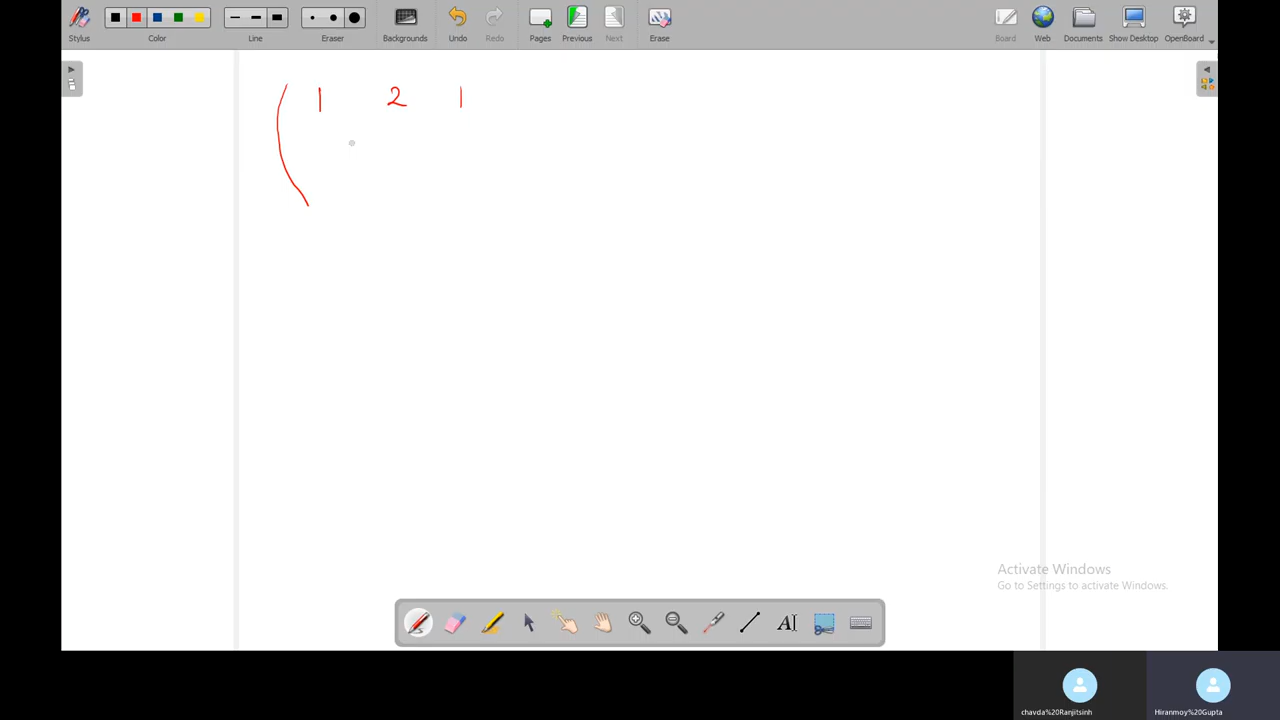 Stylus Color Line Eraser Backgrounds Undo Redo Pages Previous Next Erase Board Web Documents Show Desktop OpenBoard
( 1 2 1
A
Activate Windows
Go to Settings to activate Windows.
chavda%20Ranjitsinh Hiranmoy%20Gupta